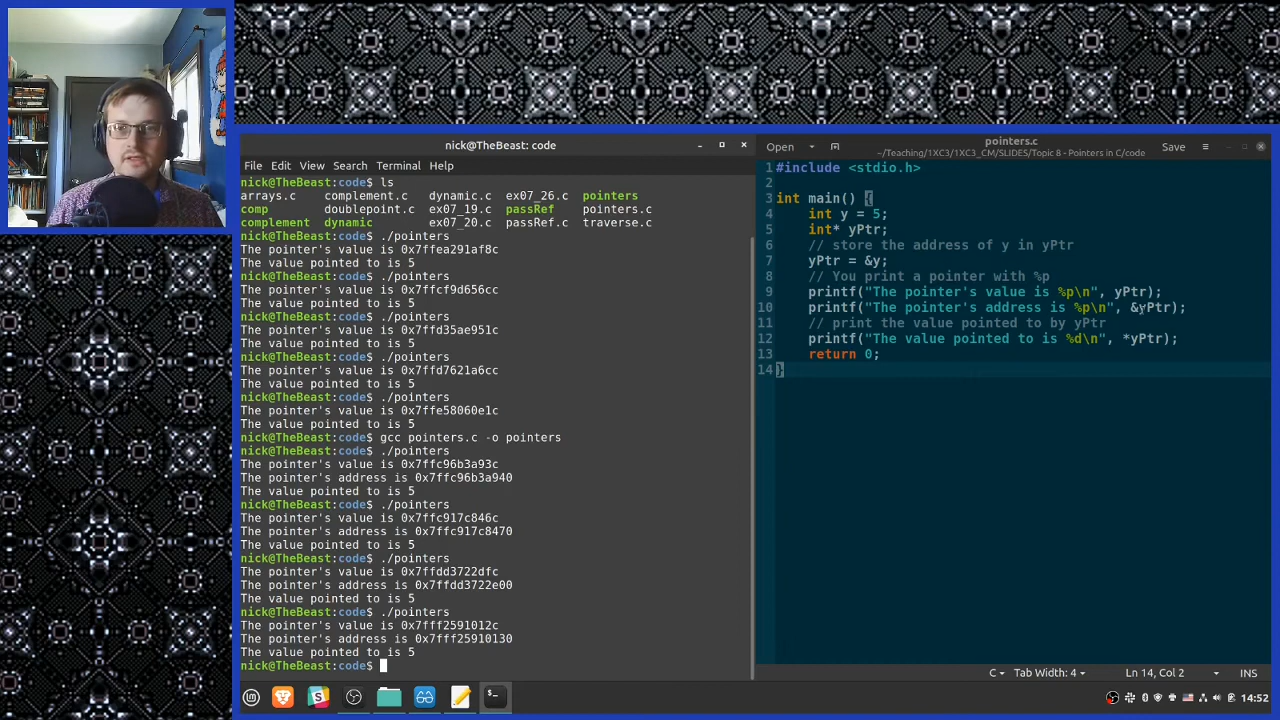 nick@TheBeast: code
File Edit View Search Terminal Help
nick@TheBeast:code$ ls
arrays.c complement.c dynamic.c ex07_26.c pointers
comp doublepoint.c ex07_19.c passRef pointers.c
complement dynamic ex07_20.c passRef.c traverse.c
nick@TheBeast:code$ ./pointers
The pointer's value is 0x7ffea291af8c
The value pointed to is 5
nick@TheBeast:code$ ./pointers
The pointer's value is 0x7ffcf9d656cc
The value pointed to is 5
nick@TheBeast:code$ ./pointers
The pointer's value is 0x7ffd35ae951c
The value pointed to is 5
nick@TheBeast:code$ ./pointers
The pointer's value is 0x7ffd7621a6cc
The value pointed to is 5
nick@TheBeast:code$ ./pointers
The pointer's value is 0x7ffe58060e1c
The value pointed to is 5
nick@TheBeast:code$ gcc pointers.c -o pointers
nick@TheBeast:code$ ./pointers
The pointer's value is 0x7ffc96b3a93c
The pointer's address is 0x7ffc96b3a940
The value pointed to is 5
nick@TheBeast:code$ ./pointers
The pointer's value is 0x7ffc917c846c
The pointer's address is 0x7ffc917c8470
The value pointed to is 5
nick@TheBeast:code$ ./pointers
The pointer's value is 0x7ffdd3722dfc
The pointer's address is 0x7ffdd3722e00
The value pointed to is 5
nick@TheBeast:code$ ./pointers
The pointer's value is 0x7fff2591012c
The pointer's address is 0x7fff25910130
The value pointed to is 5
nick@TheBeast:code$
Open pointers.c Save
~/Teaching/1XC3/1XC3_CM/SLIDES/Topic 8 - Pointers in C/code
1 #include <stdio.h>
2
3 int main() {
4 int y = 5;
5 int* yPtr;
6 // store the address of y in yPtr
7 yPtr = &y;
8 // You print a pointer with %p
9 printf("The pointer's value is %p\n", yPtr);
10 printf("The pointer's address is %p\n", &yPtr);
11 // print the value pointed to by yPtr
12 printf("The value pointed to is %d\n", *yPtr);
13 return 0;
14 }
C Tab Width: 4 Ln 14, Col 2 INS
14:52